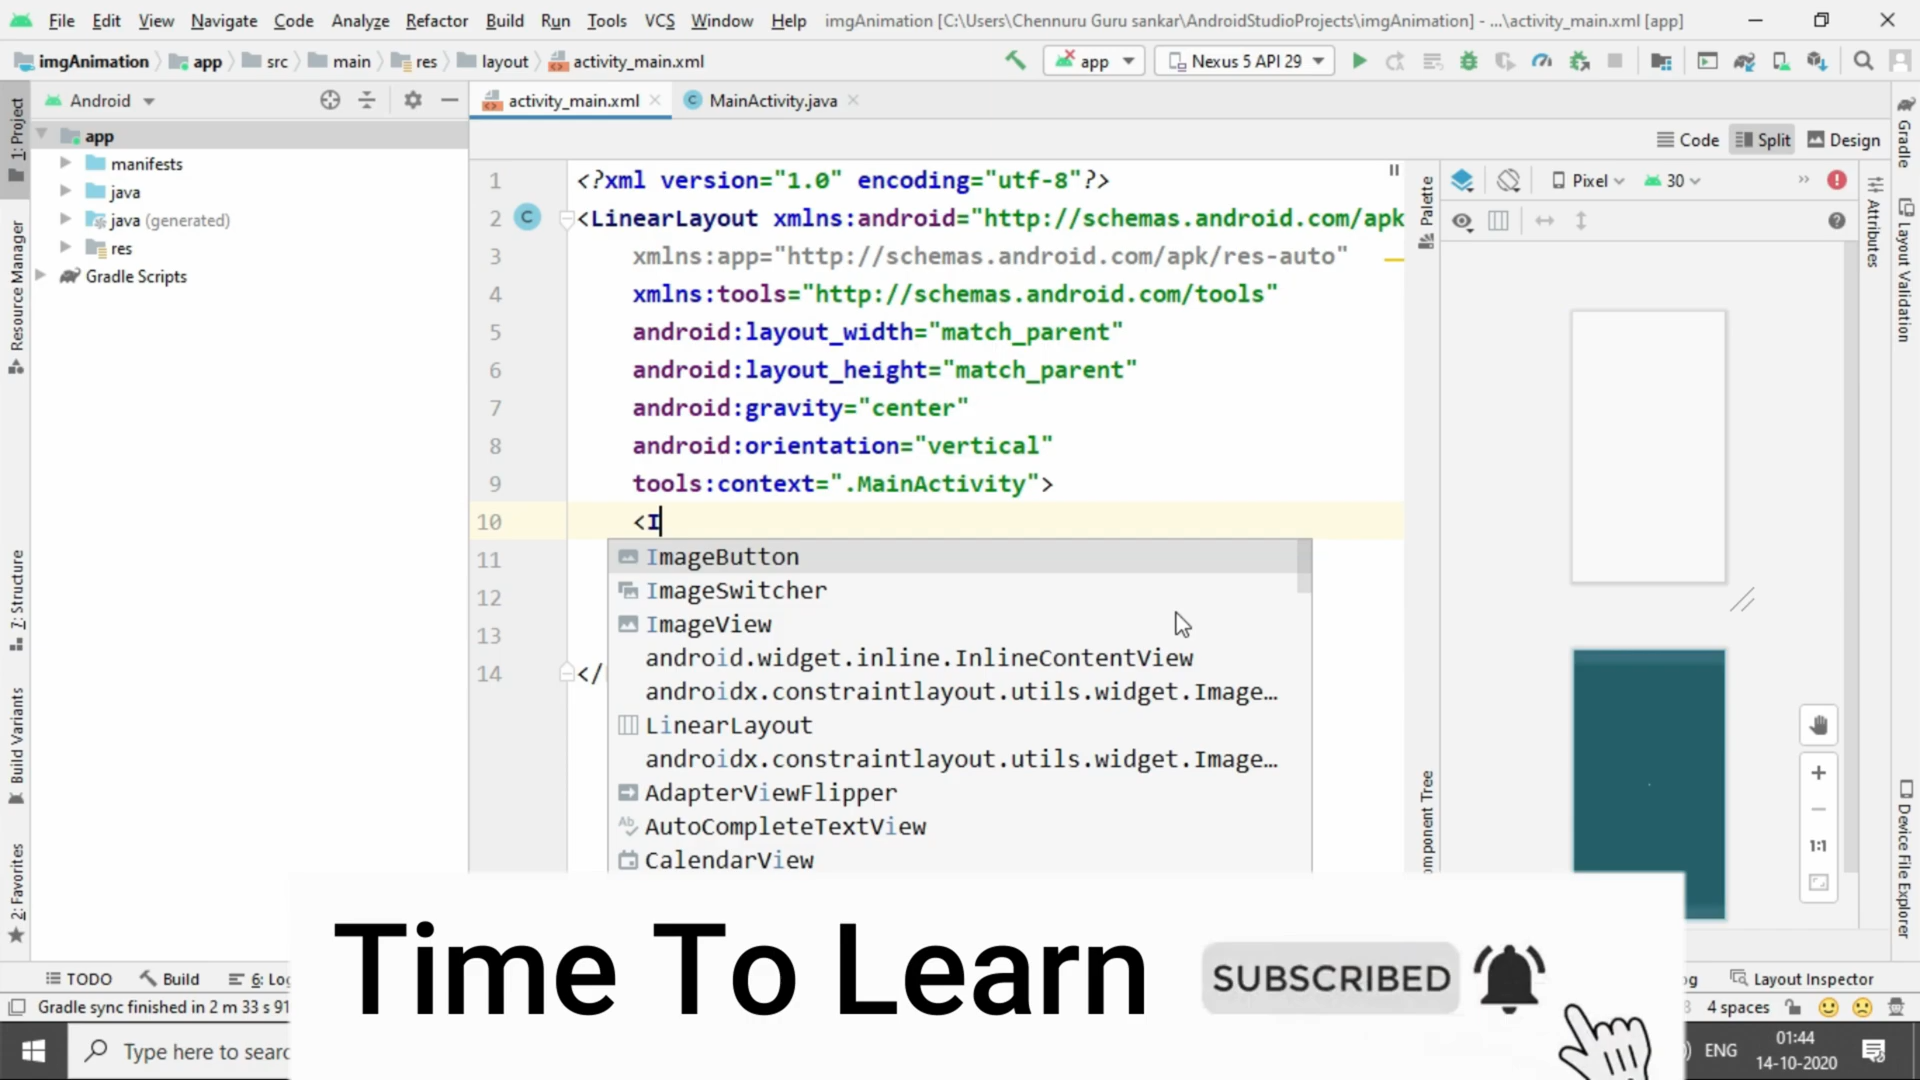 File Edit View Navigate Code Analyze Refactor Build Run Tools VCS Window Help imgAnimation [C:\Users\Chennuru Guru sankar\AndroidStudioProjects\imgAnimation] - ...\activity_main.xml [app]
imgAnimation app src main res layout activity_main.xml app Nexus 5 API 29
Android
activity_main.xml MainActivity.java
Code Split Design
app
manifests
java
java (generated)
res
Gradle Scripts
1: Project
Resource Manager
7: Structure
Build Variants
2: Favorites
1 <?xml version="1.0" encoding="utf-8"?>
2 <LinearLayout xmlns:android="http://schemas.android.com/apk
3 xmlns:app="http://schemas.android.com/apk/res-auto"
4 xmlns:tools="http://schemas.android.com/tools"
5 android:layout_width="match_parent"
6 android:layout_height="match_parent"
7 android:gravity="center"
8 android:orientation="vertical"
9 tools:context=".MainActivity">
10 <I
11
12
13
14 </
ImageButton
ImageSwitcher
ImageView
android.widget.inline.InlineContentView
androidx.constraintlayout.utils.widget.Image…
LinearLayout
androidx.constraintlayout.utils.widget.Image…
AdapterViewFlipper
AutoCompleteTextView
CalendarView
Palette
Pixel 30
Attributes
Gradle
Layout Validation
Device File Explorer
mponent Tree
1:1
Time To Learn
SUBSCRIBED
TODO Build 6: Lo
Layout Inspector
Gradle sync finished in 2 m 33 s 91
4 spaces
Type here to searc
ENG
01:44
14-10-2020